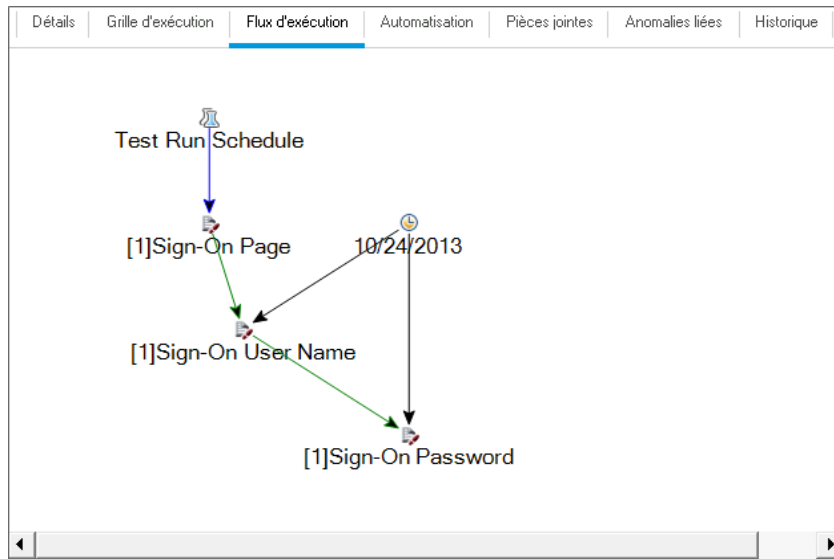 Détails Grille d'exécution Flux d'exécution Automatisation Pièces jointes Anomalies liées Historique
Test Run Schedule
[1]Sign-On Page 10/24/2013
[1]Sign-On User Name
[1]Sign-On Password